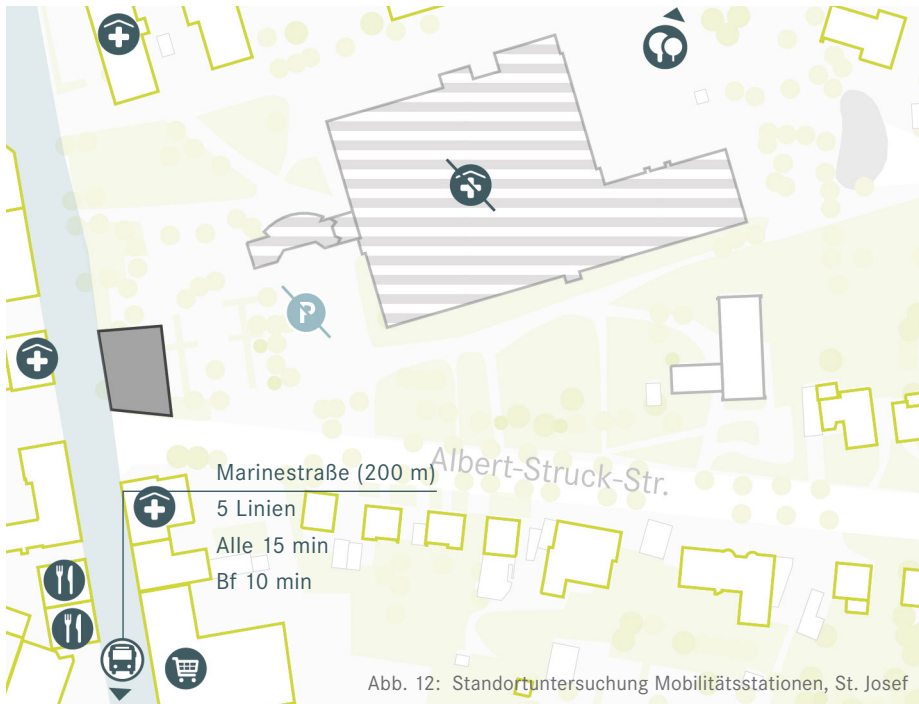 P
Albert-Struck-Str.
Marinestraße (200 m)
5 Linien
Alle 15 min
Bf 10 min
Abb. 12: Standortuntersuchung Mobilitätsstationen, St. Josef